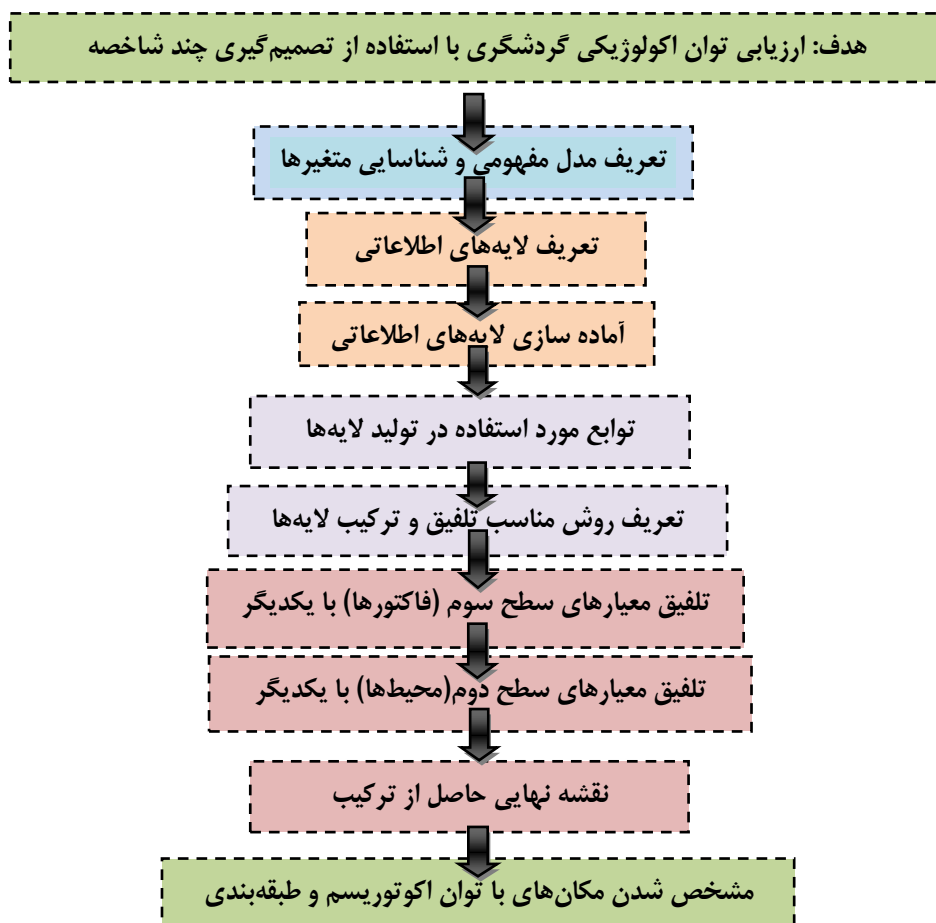 هدف: ارزیابی توان اکولوژیکی گردشگری با استفاده از تصمیم‌گیری چند شاخصه
تعریف مدل مفهومی و شناسایی متغیرها
تعریف لایه‌های اطلاعاتی
آماده سازی لایه‌های اطلاعاتی
توابع مورد استفاده در تولید لایه‌ها
تعریف روش مناسب تلفیق و ترکیب لایه‌ها
تلفیق معیارهای سطح سوم (فاکتورها) با یکدیگر
تلفیق معیارهای سطح دوم(محیط‌ها) با یکدیگر
نقشه نهایی حاصل از ترکیب
مشخص شدن مکان‌های با توان اکوتوریسم و طبقه‌بندی